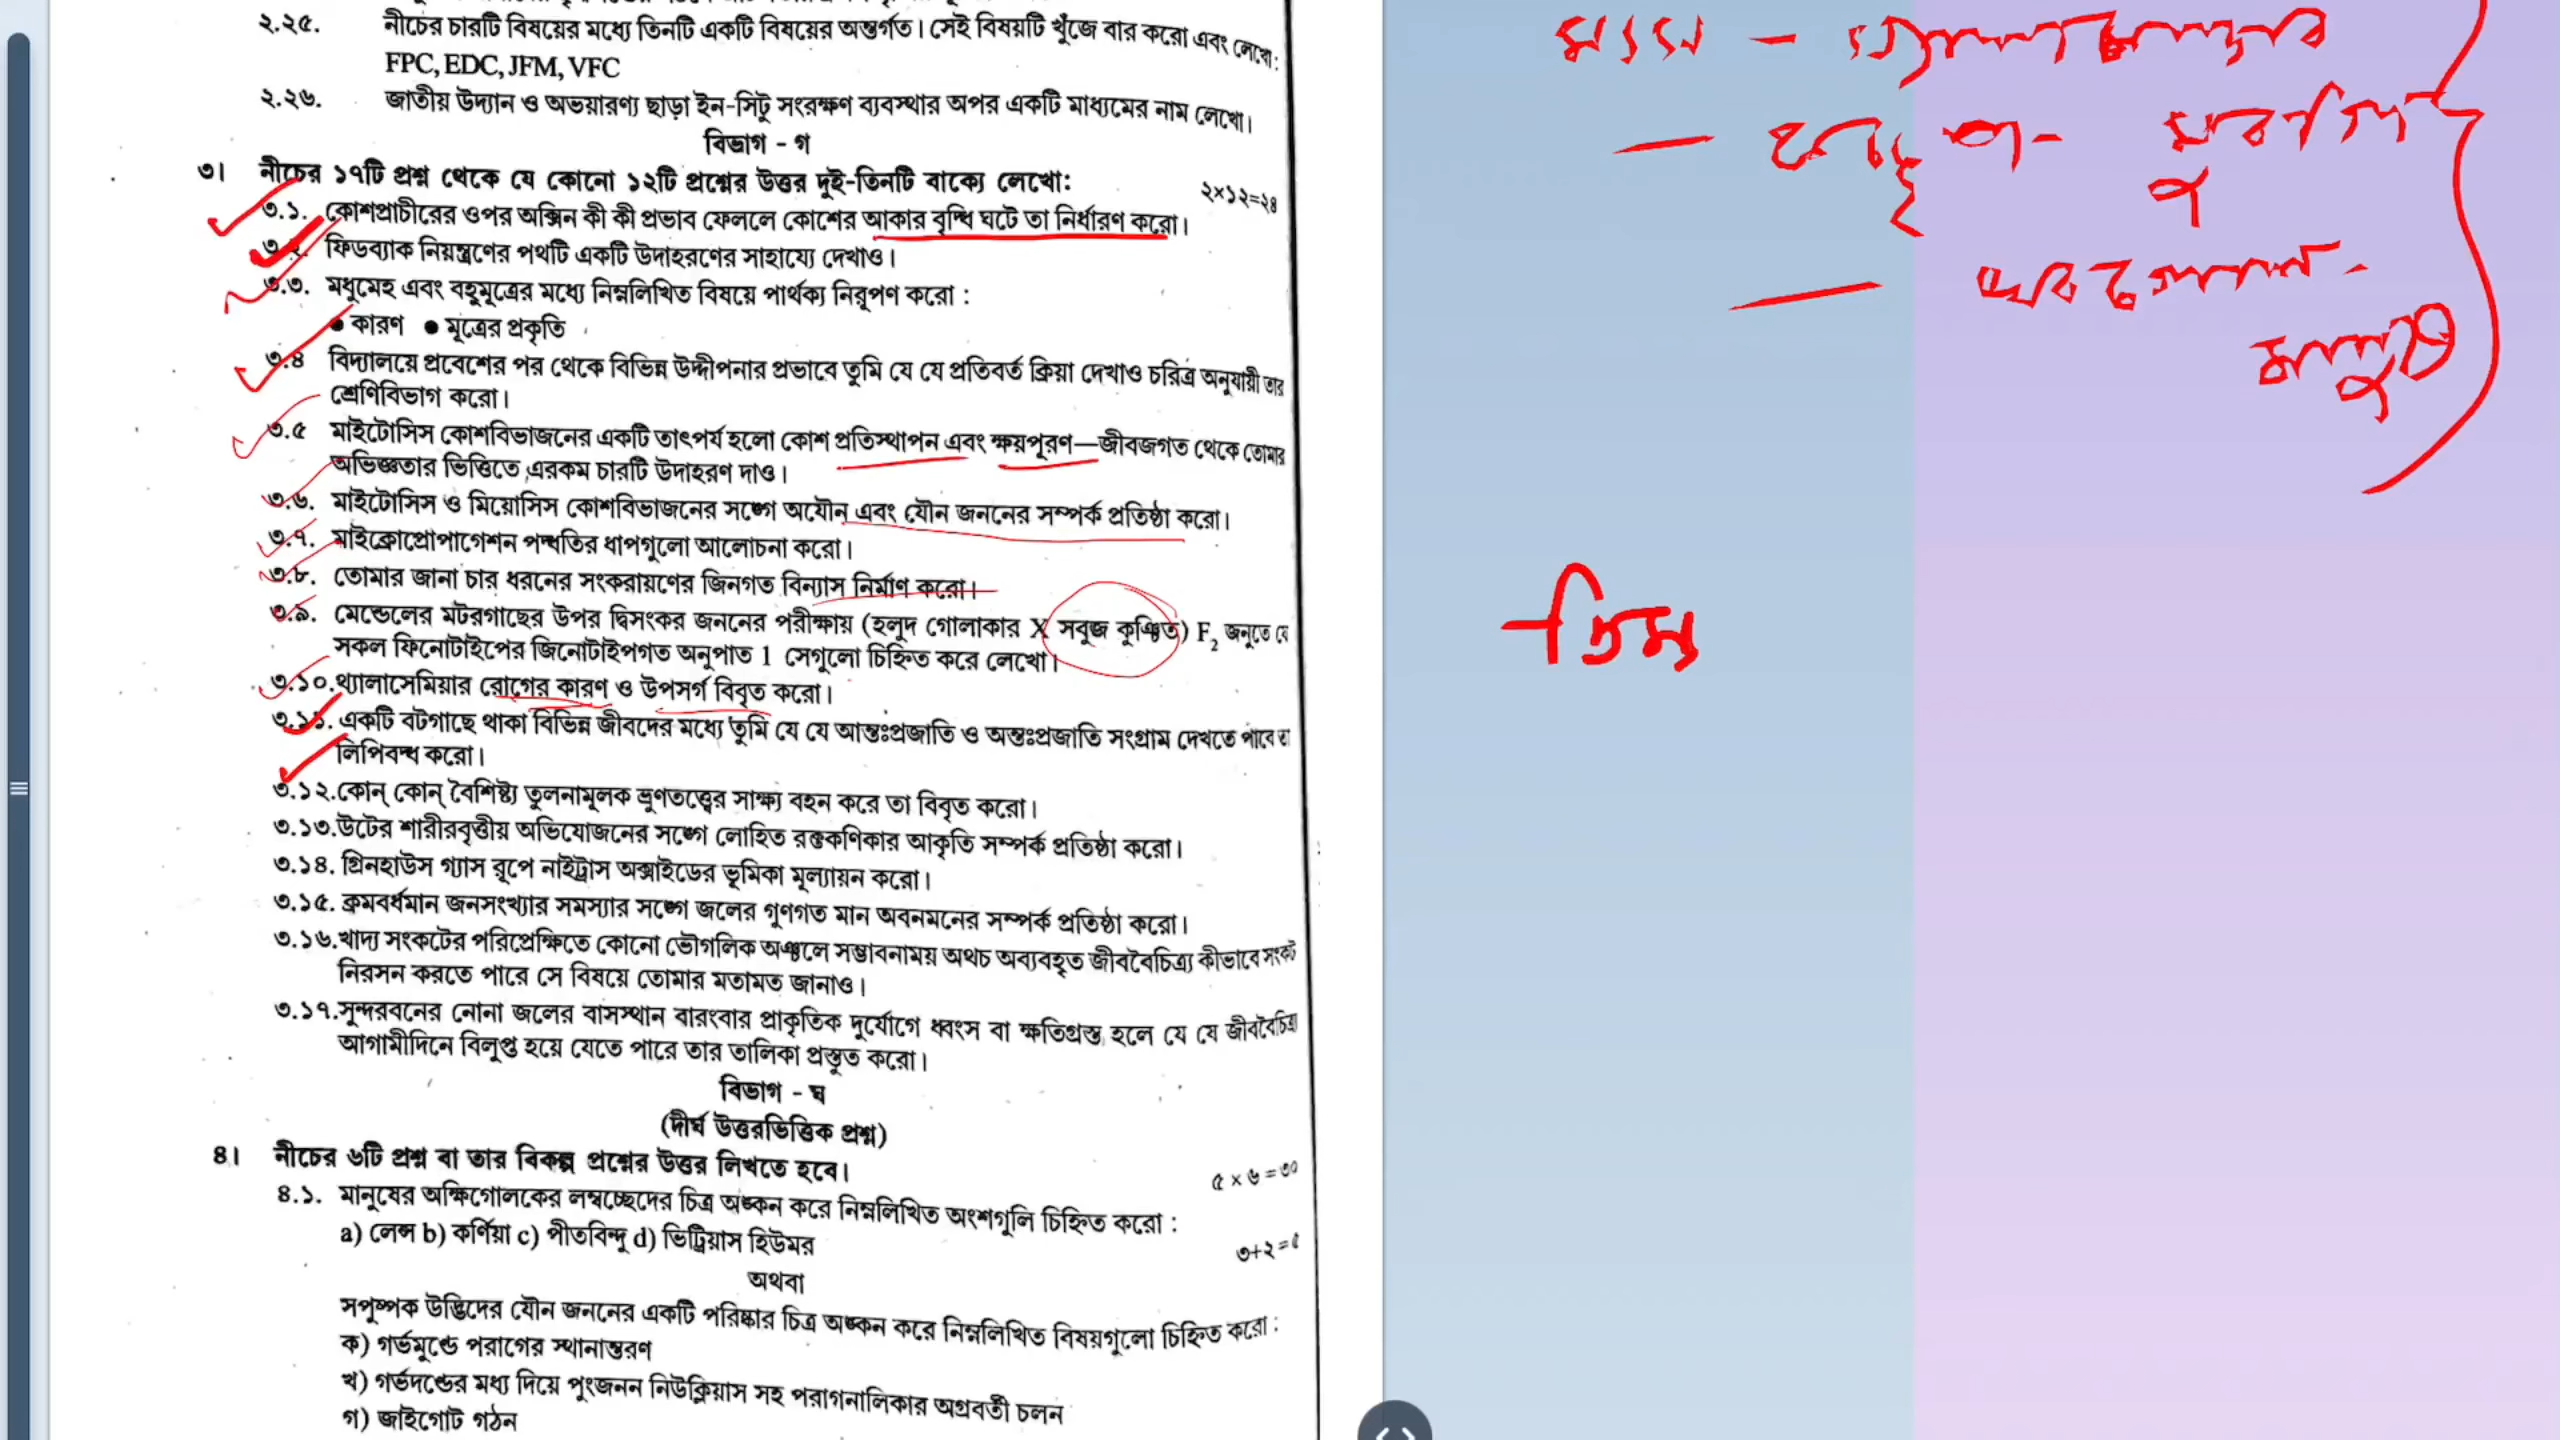 ২.২৫. নীচের চারটি বিষয়ের মধ্যে তিনটি একটি বিষয়ের অন্তর্গত। সেই বিষয়টি খুঁজে বার করো এবং লেখো:
FPC, EDC, JFM, VFC
২.২৬. জাতীয় উদ্যান ও অভয়ারণ্য ছাড়া ইন-সিটু সংরক্ষণ ব্যবস্থার অপর একটি মাধ্যমের নাম লেখো।
বিভাগ - গ
৩। নীচের ১৭টি প্রশ্ন থেকে যে কোনো ১২টি প্রশ্নের উত্তর দুই-তিনটি বাক্যে লেখো: ২×১২=২৪
৩.১. কোশপ্রাচীরের ওপর অক্সিন কী কী প্রভাব ফেললে কোশের আকার বৃদ্ধি ঘটে তা নির্ধারণ করো।
৩.২. ফিডব্যাক নিয়ন্ত্রণের পথটি একটি উদাহরণের সাহায্যে দেখাও।
৩.৩. মধুমেহ এবং বহুমূত্রের মধ্যে নিম্নলিখিত বিষয়ে পার্থক্য নিরূপণ করো :
● কারণ ● মূত্রের প্রকৃতি
৩.৪ বিদ্যালয়ে প্রবেশের পর থেকে বিভিন্ন উদ্দীপনার প্রভাবে তুমি যে যে প্রতিবর্ত ক্রিয়া দেখাও চরিত্র অনুযায়ী তার
শ্রেণিবিভাগ করো।
৩.৫ মাইটোসিস কোশবিভাজনের একটি তাৎপর্য হলো কোশ প্রতিস্থাপন এবং ক্ষয়পূরণ—জীবজগত থেকে তোমার
অভিজ্ঞতার ভিত্তিতে এরকম চারটি উদাহরণ দাও।
৩.৬. মাইটোসিস ও মিয়োসিস কোশবিভাজনের সঙ্গে অযৌন এবং যৌন জননের সম্পর্ক প্রতিষ্ঠা করো।
৩.৭. মাইক্রোপ্রোপাগেশন পদ্ধতির ধাপগুলো আলোচনা করো।
৩.৮. তোমার জানা চার ধরনের সংকরায়ণের জিনগত বিন্যাস নির্মাণ করো।
৩.৯. মেন্ডেলের মটরগাছের উপর দ্বিসংকর জননের পরীক্ষায় (হলুদ গোলাকার X সবুজ কুঞ্চিত) F2 জনুতে যে
সকল ফিনোটাইপের জিনোটাইপগত অনুপাত 1 সেগুলো চিহ্নিত করে লেখো।
৩.১০.থ্যালাসেমিয়ার রোগের কারণ ও উপসর্গ বিবৃত করো।
৩.১১. একটি বটগাছে থাকা বিভিন্ন জীবদের মধ্যে তুমি যে যে আন্তঃপ্রজাতি ও অন্তঃপ্রজাতি সংগ্রাম দেখতে পাবে তা
লিপিবদ্ধ করো।
৩.১২.কোন্ কোন্ বৈশিষ্ট্য তুলনামূলক ভ্রুণতত্ত্বের সাক্ষ্য বহন করে তা বিবৃত করো।
৩.১৩.উটের শারীরবৃত্তীয় অভিযোজনের সঙ্গে লোহিত রক্তকণিকার আকৃতি সম্পর্ক প্রতিষ্ঠা করো।
৩.১৪. গ্রিনহাউস গ্যাস রূপে নাইট্রাস অক্সাইডের ভূমিকা মূল্যায়ন করো।
৩.১৫. ক্রমবর্ধমান জনসংখ্যার সমস্যার সঙ্গে জলের গুণগত মান অবনমনের সম্পর্ক প্রতিষ্ঠা করো।
৩.১৬.খাদ্য সংকটের পরিপ্রেক্ষিতে কোনো ভৌগলিক অঞ্চলে সম্ভাবনাময় অথচ অব্যবহৃত জীববৈচিত্র্য কীভাবে সংকট
নিরসন করতে পারে সে বিষয়ে তোমার মতামত জানাও।
৩.১৭.সুন্দরবনের নোনা জলের বাসস্থান বারংবার প্রাকৃতিক দুর্যোগে ধ্বংস বা ক্ষতিগ্রস্ত হলে যে যে জীববৈচিত্র্য
আগামীদিনে বিলুপ্ত হয়ে যেতে পারে তার তালিকা প্রস্তুত করো।
বিভাগ - ঘ
(দীর্ঘ উত্তরভিত্তিক প্রশ্ন)
৪। নীচের ৬টি প্রশ্ন বা তার বিকল্প প্রশ্নের উত্তর লিখতে হবে। ৫×৬=৩০
৪.১. মানুষের অক্ষিগোলকের লম্বচ্ছেদের চিত্র অঙ্কন করে নিম্নলিখিত অংশগুলি চিহ্নিত করো :
a) লেন্স b) কর্ণিয়া c) পীতবিন্দু d) ভিট্রিয়াস হিউমর ৩+২=৫
অথবা
সপুষ্পক উদ্ভিদের যৌন জননের একটি পরিষ্কার চিত্র অঙ্কন করে নিম্নলিখিত বিষয়গুলো চিহ্নিত করো :
ক) গর্ভমুণ্ডে পরাগের স্থানান্তরণ
খ) গর্ভদণ্ডের মধ্য দিয়ে পুংজনন নিউক্লিয়াস সহ পরাগনালিকার অগ্রবর্তী চলন
গ) জাইগোট গঠন
মানুষ